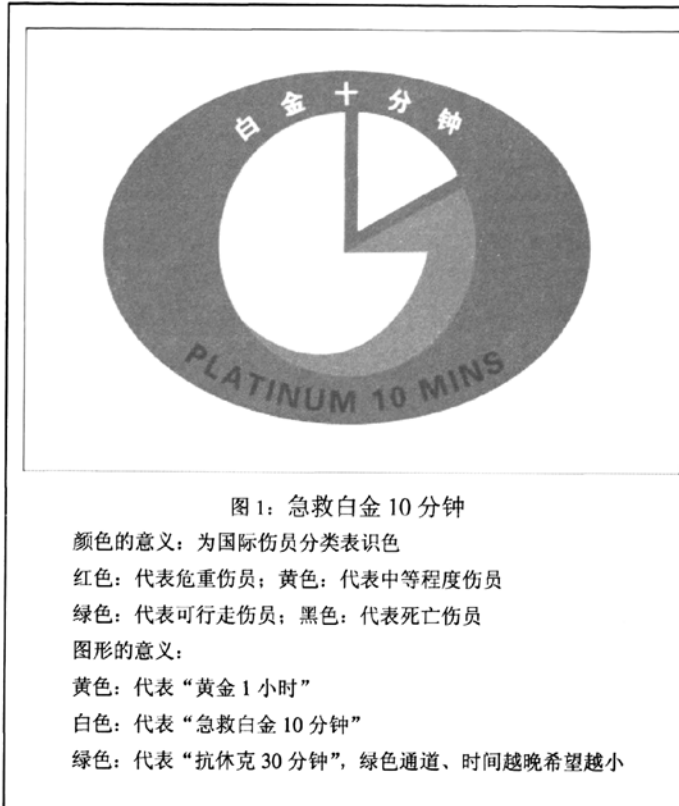 白金十分钟
PLATINUM 10 MINS
图1：急救白金10分钟
颜色的意义：为国际伤员分类表识色
红色：代表危重伤员；黄色：代表中等程度伤员
绿色：代表可行走伤员；黑色：代表死亡伤员
图形的意义：
黄色：代表“黄金1小时”
白色：代表“急救白金10分钟”
绿色：代表“抗休克30分钟”，绿色通道、时间越晚希望越小